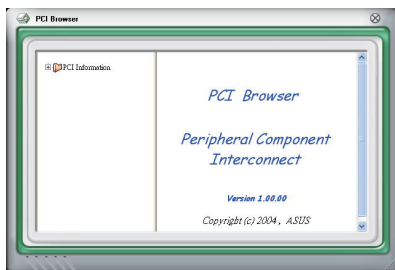 PCI Browser
PCI Information
PCI Browser
Peripheral Component
Interconnect
Version 1.00.00
Copyright (c) 2004, ASUS